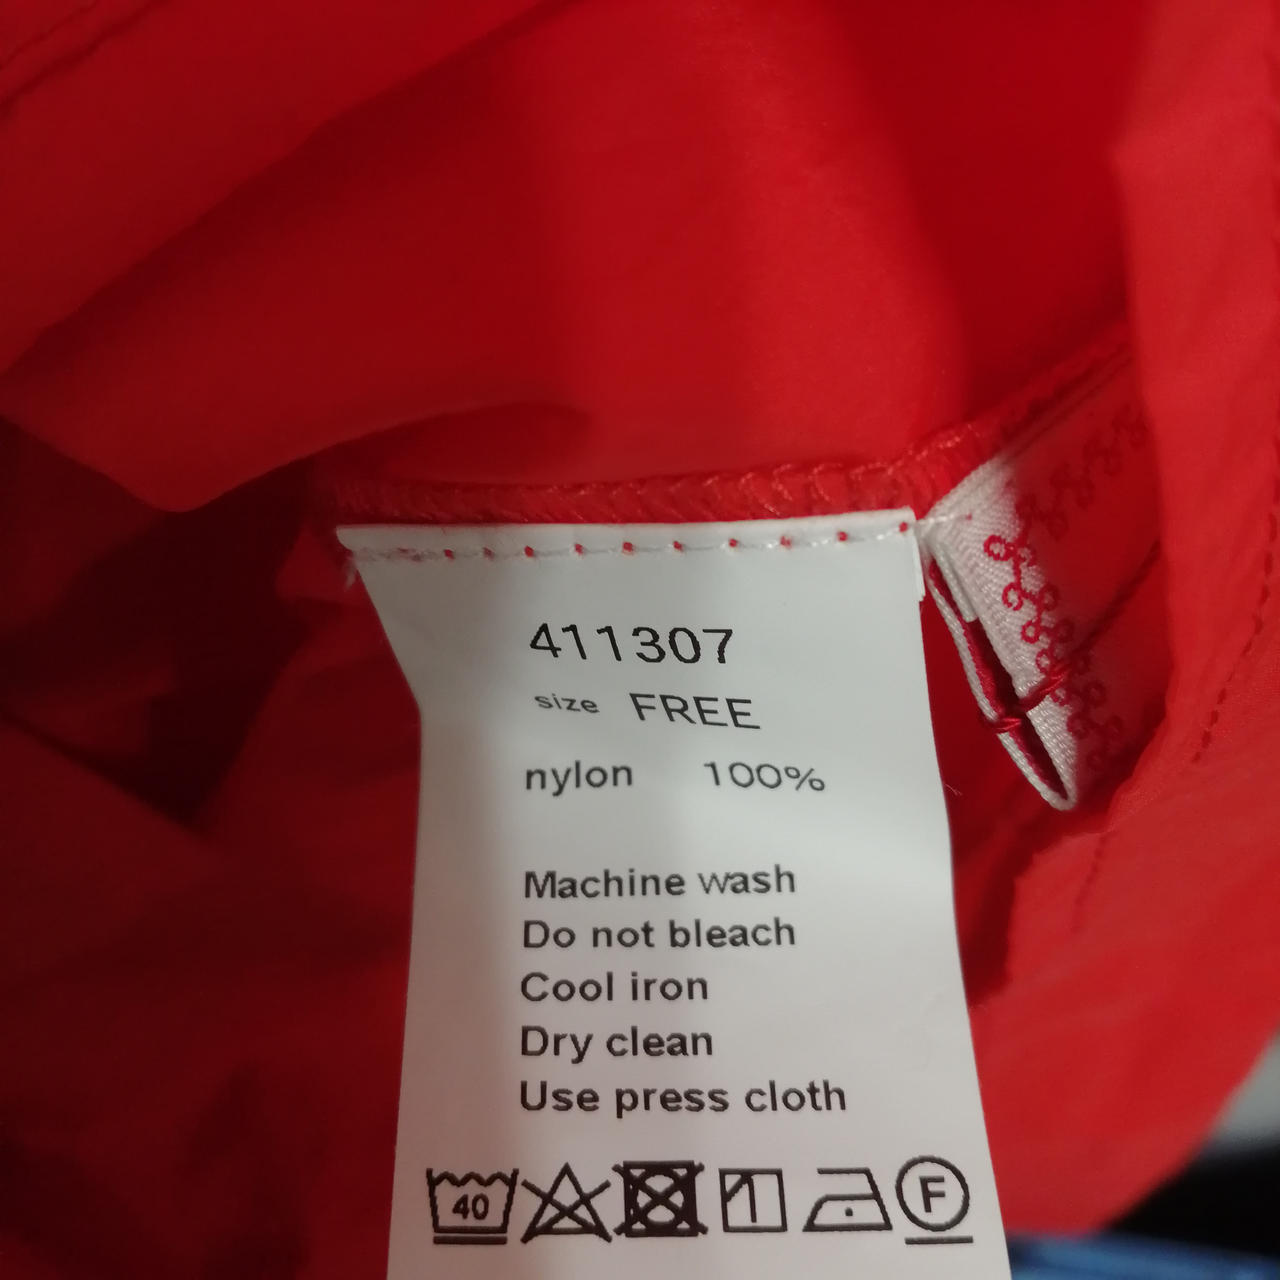 411307
size FREE
nylon 100%
Machine wash
Do not bleach
Cool iron
Dry clean
Use press cloth
40 F